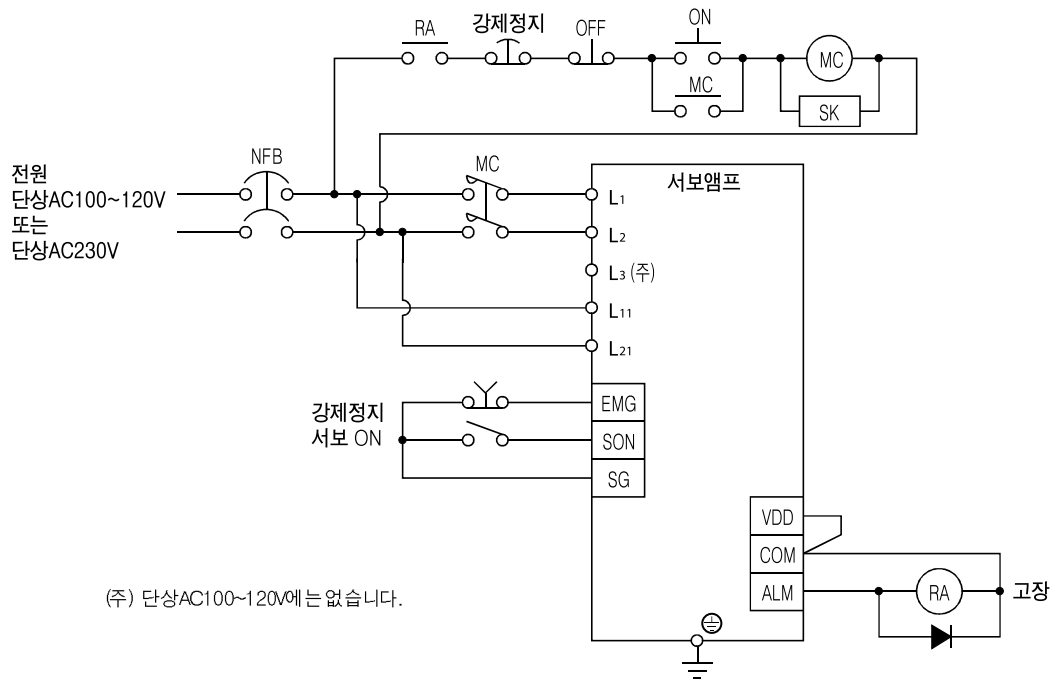 RA
강제정지
OFF
ON
MC
MC
SK
전원
단상AC100~120V
또는
단상AC230V
NFB
MC
서보앰프
L1
L2
L3 (주)
L11
L21
강제정지
서보 ON
EMG
SON
SG
VDD
COM
ALM
RA
고장
(주) 단상AC100~120V에는 없습니다.